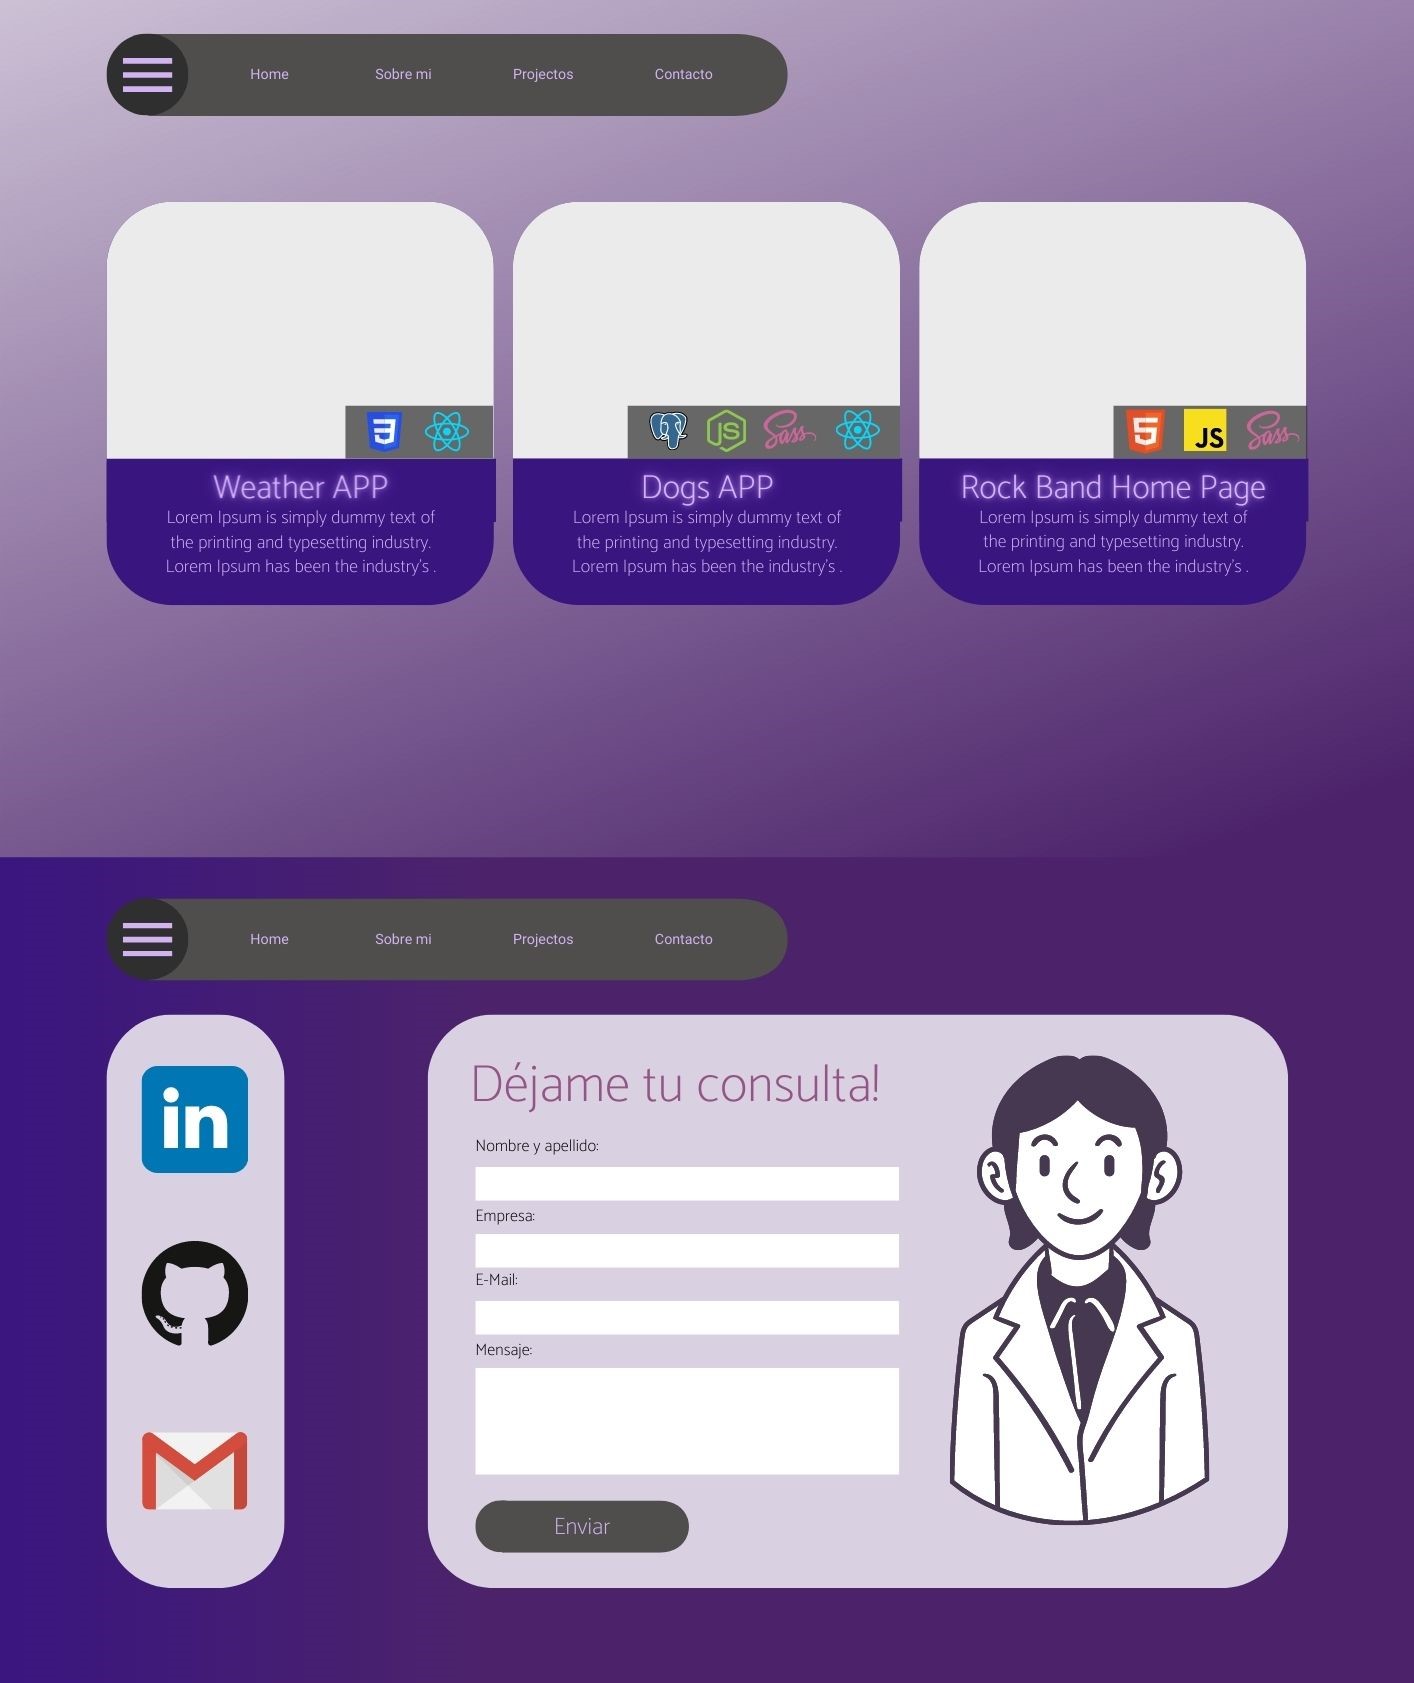 Home Sobre mi Projectos Contacto
JS Sass
5 JS Sass
Weather APP
Lorem Ipsum is simply dummy text of
the printing and typesetting industry.
Lorem Ipsum has been the industry's .
Dogs APP
Lorem Ipsum is simply dummy text of
the printing and typesetting industry.
Lorem Ipsum has been the industry's .
Rock Band Home Page
Lorem Ipsum is simply dummy text of
the printing and typesetting industry.
Lorem Ipsum has been the industry's .
Home Sobre mi Projectos Contacto
in
Déjame tu consulta!
Nombre y apellido:
Empresa:
E-Mail:
Mensaje:
Enviar